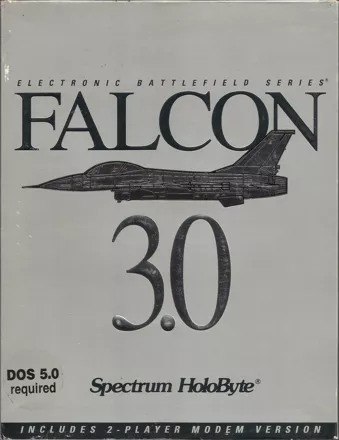 ELECTRONIC BATTLEFIELD SERIES®
FALCON
3.0
DOS 5.0
required
Spectrum HoloByte®
INCLUDES 2-PLAYER MODEM VERSION